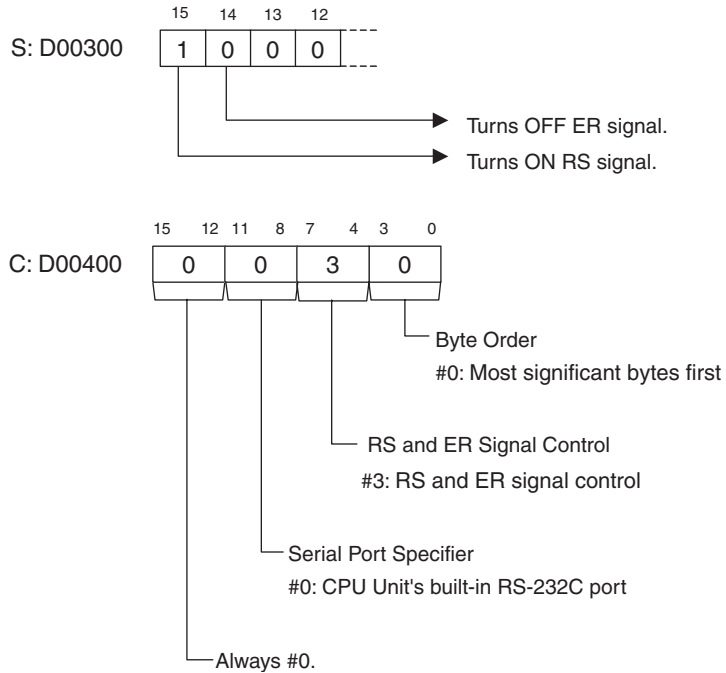 15 14 13 12
S: D00300 1 0 0 0
Turns OFF ER signal.
Turns ON RS signal.
15 12 11 8 7 4 3 0
C: D00400 0 0 3 0
Byte Order
#0: Most significant bytes first
RS and ER Signal Control
#3: RS and ER signal control
Serial Port Specifier
#0: CPU Unit's built-in RS-232C port
Always #0.